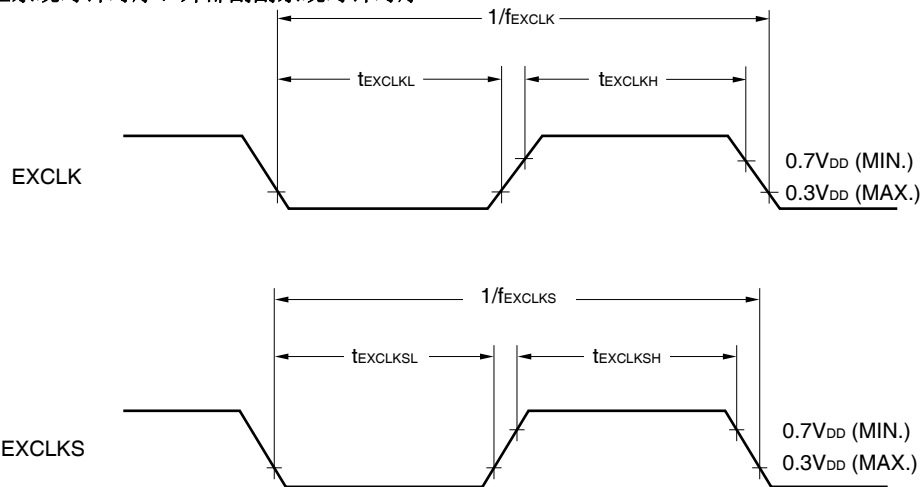 1/fEXCLK
tEXCLKL
tEXCLKH
EXCLK
0.7VDD (MIN.)
0.3VDD (MAX.)
1/fEXCLKS
tEXCLKSL
tEXCLKSH
EXCLKS
0.7VDD (MIN.)
0.3VDD (MAX.)